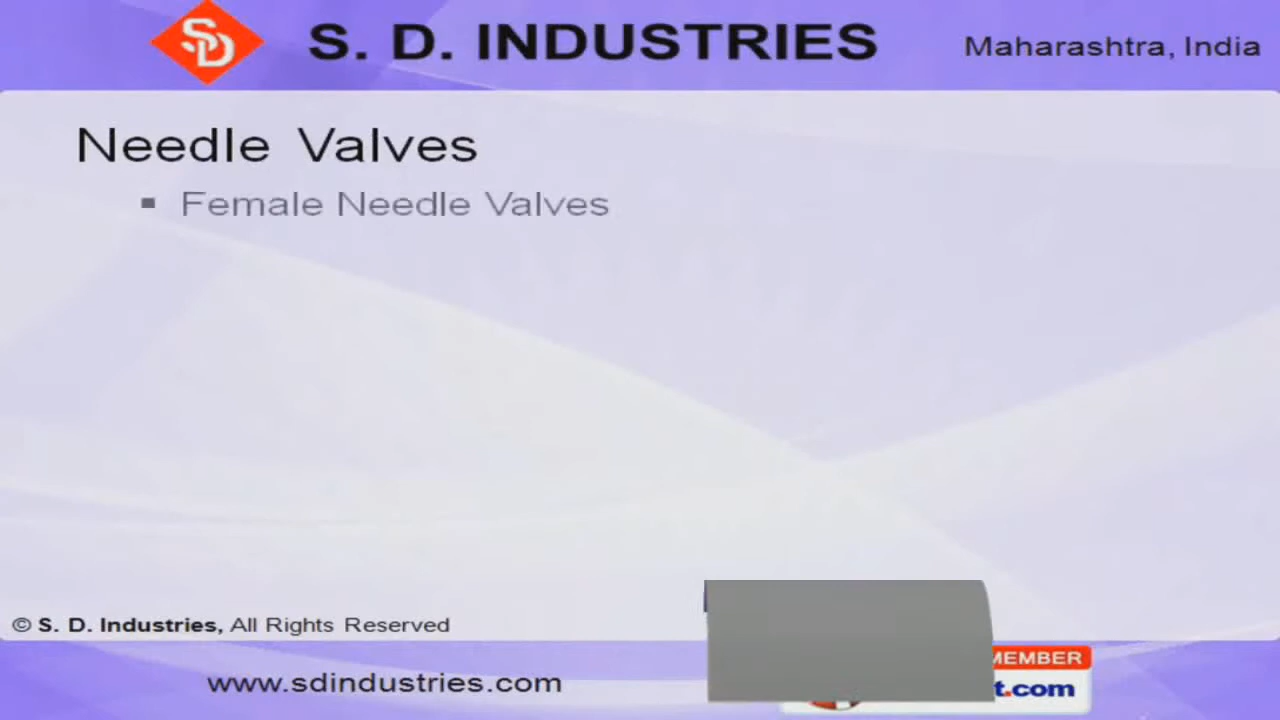 SD
S. D. INDUSTRIES
Maharashtra, India
Needle Valves
▪ Female Needle Valves
© S. D. Industries, All Rights Reserved
www.sdindustries.com
MEMBER
t.com